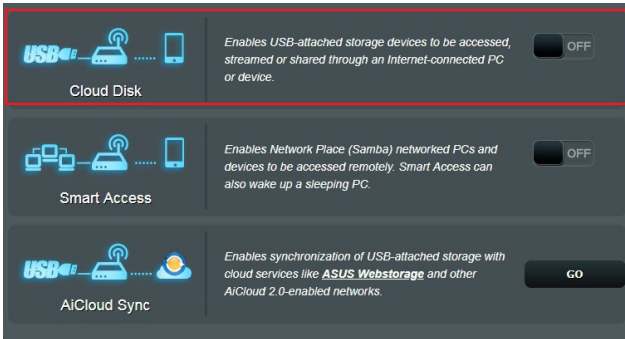 Enables USB-attached storage devices to be accessed,
streamed or shared through an Internet-connected PC
or device.
OFF
USB
Cloud Disk
Enables Network Place (Samba) networked PCs and
devices to be accessed remotely. Smart Access can
also wake up a sleeping PC.
OFF
Smart Access
Enables synchronization of USB-attached storage with
cloud services like ASUS Webstorage and other
AiCloud 2.0-enabled networks.
GO
USB
AiCloud Sync